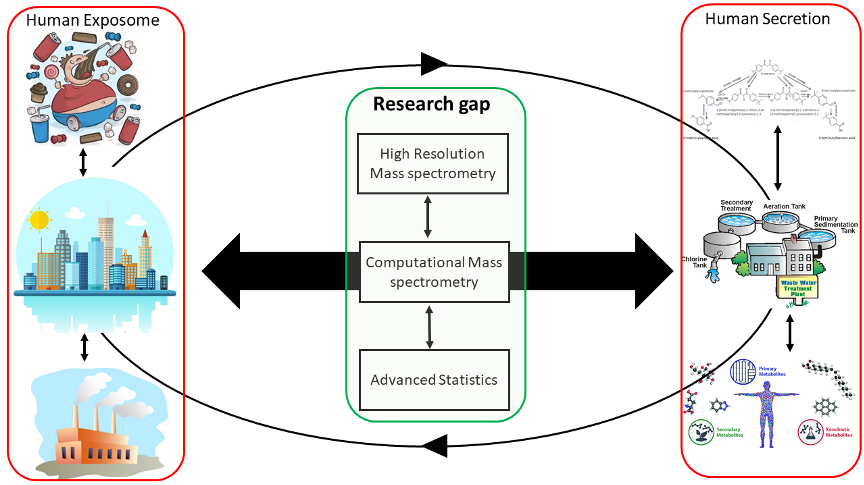 Human Exposome
Human Secretion
Research gap
High Resolution
Mass spectrometry
Computational Mass
spectrometry
Advanced Statistics
Secondary
Treatment
Aeration Tank
Primary
Sedimentation
Tank
Chlorine
Tank
Waste Water
Treatment
Plant
Primary
Metabolites
Secondary
Metabolites
Xenobiotic
Metabolites